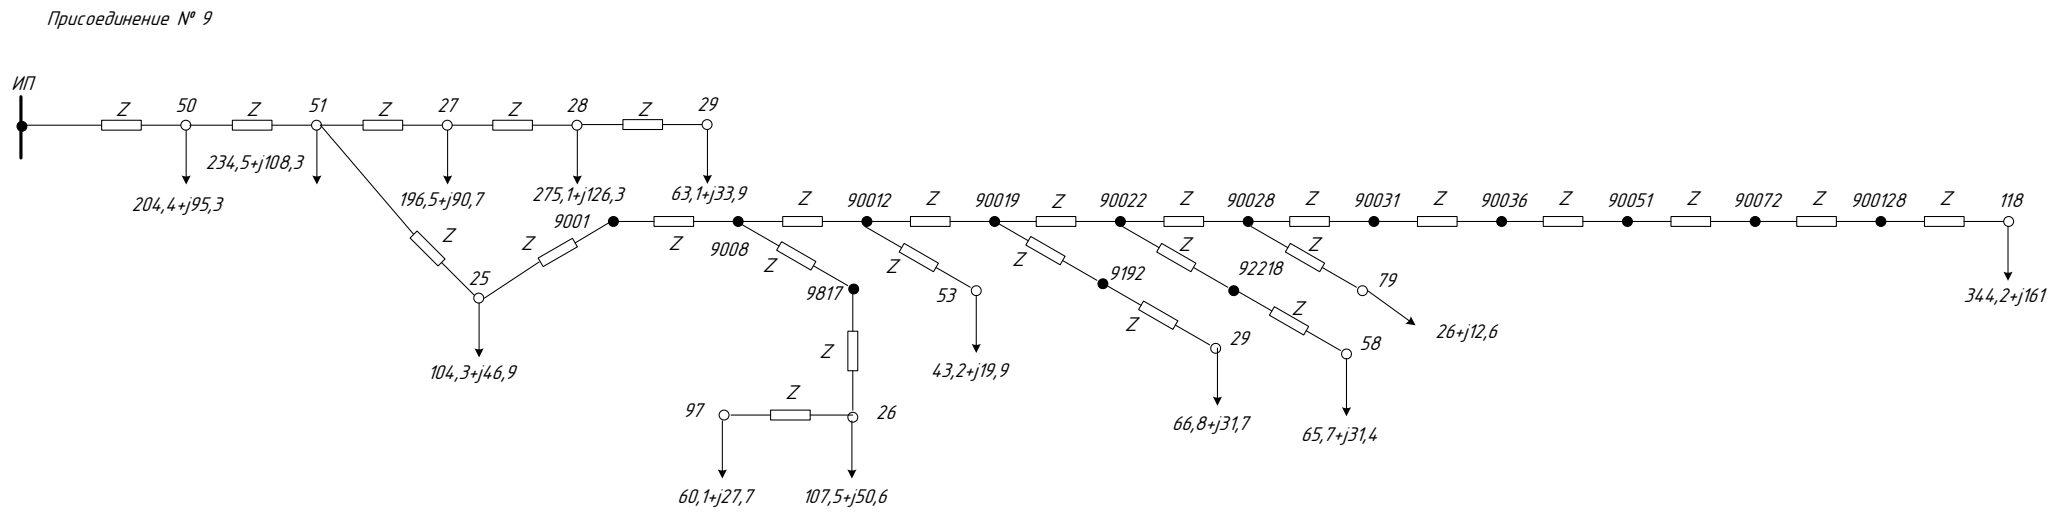 Присоединение № 9
ИП
Z
50
Z
51
Z
27
Z
28
Z
29
204,4+j95,3
234,5+j108,3
196,5+j90,7
275,1+j126,3
63,1+j33,9
Z
25
104,3+j46,9
Z
9001
Z
9008
Z
90012
Z
90019
Z
90022
Z
90028
Z
90031
Z
90036
Z
90051
Z
90072
Z
900128
Z
118
344,2+j161
Z
9817
Z
26
Z
97
60,1+j27,7
107,5+j50,6
Z
53
43,2+j19,9
Z
9192
Z
29
66,8+j31,7
Z
92218
Z
58
65,7+j31,4
Z
79
26+j12,6